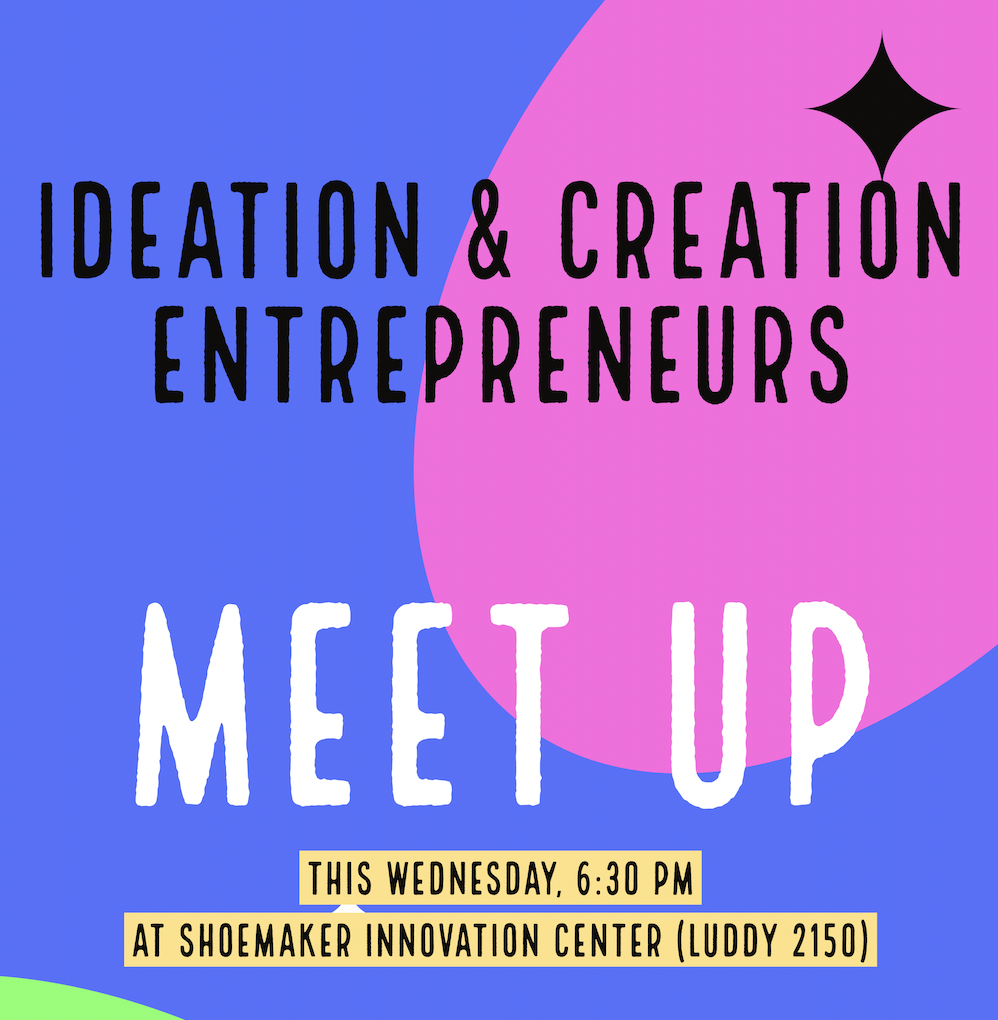 IDEATION & CREATION
ENTREPRENEURS
MEET UP
THIS WEDNESDAY, 6:30 PM
AT SHOEMAKER INNOVATION CENTER (LUDDY 2150)